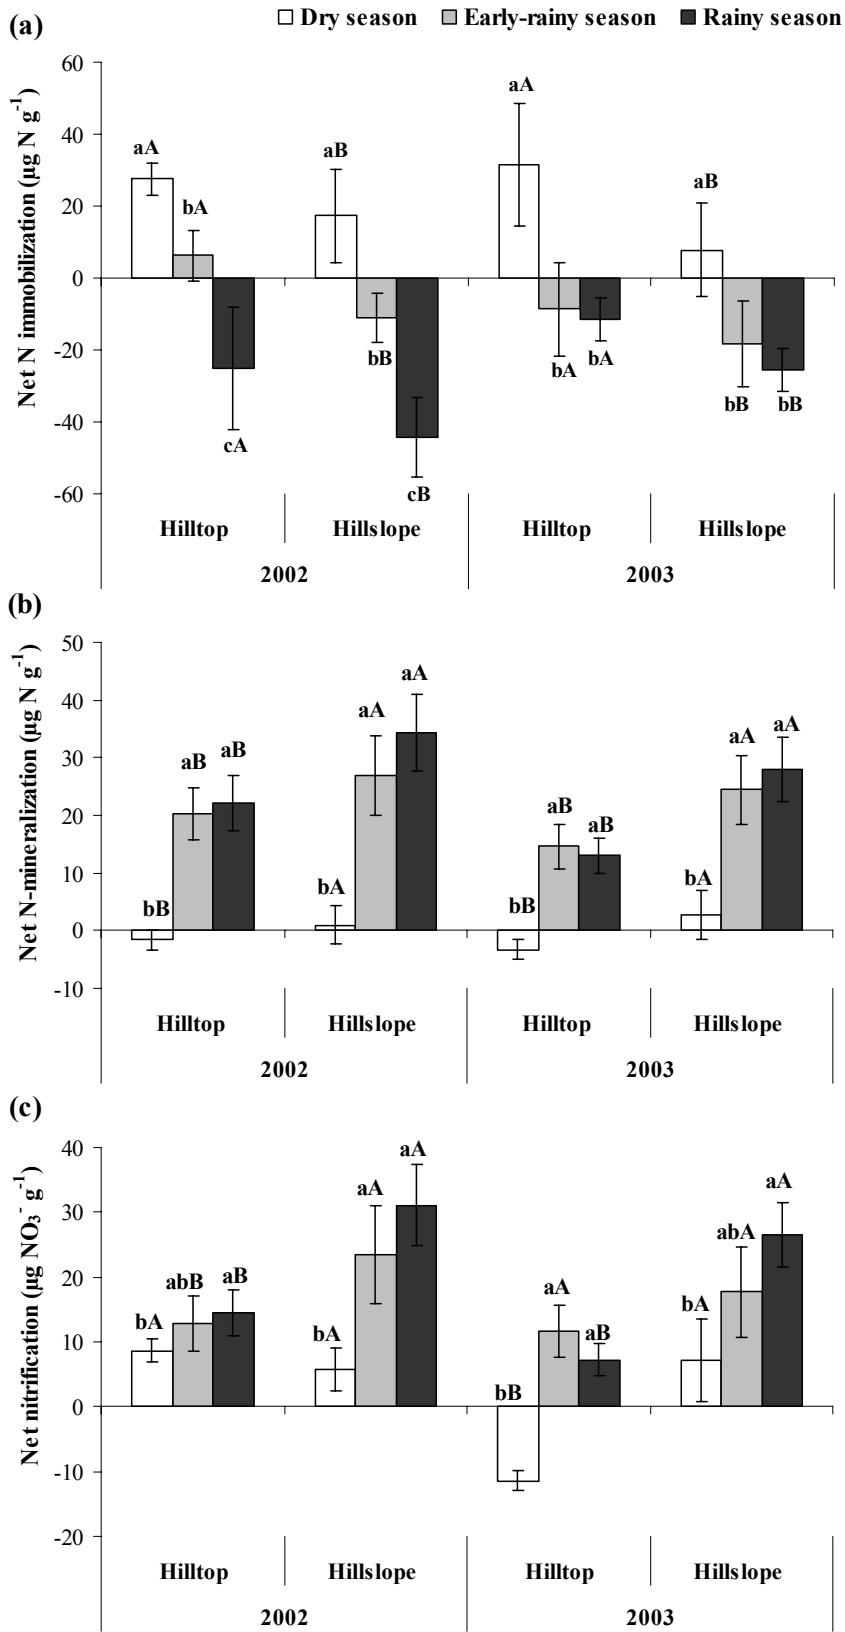 (a)
Dry season Early-rainy season Rainy season
Net N immobilization (µg N g-1)
60
40
20
0
-20
-40
-60
aA
bA
cA
aB
bB
cB
aA
bA
bA
aB
bB
bB
Hilltop Hillslope Hilltop Hillslope
2002 2003
(b)
Net N-mineralization (µg N g-1)
50
40
30
20
10
0
-10
bB
aB
aB
bA
aA
aA
bB
aB
aB
bA
aA
aA
Hilltop Hillslope Hilltop Hillslope
2002 2003
(c)
Net nitrification (µg NO3- g-1)
40
30
20
10
0
-10
-20
bA
abB
aB
bA
aA
aA
bB
aA
aB
bA
abA
aA
Hilltop Hillslope Hilltop Hillslope
2002 2003